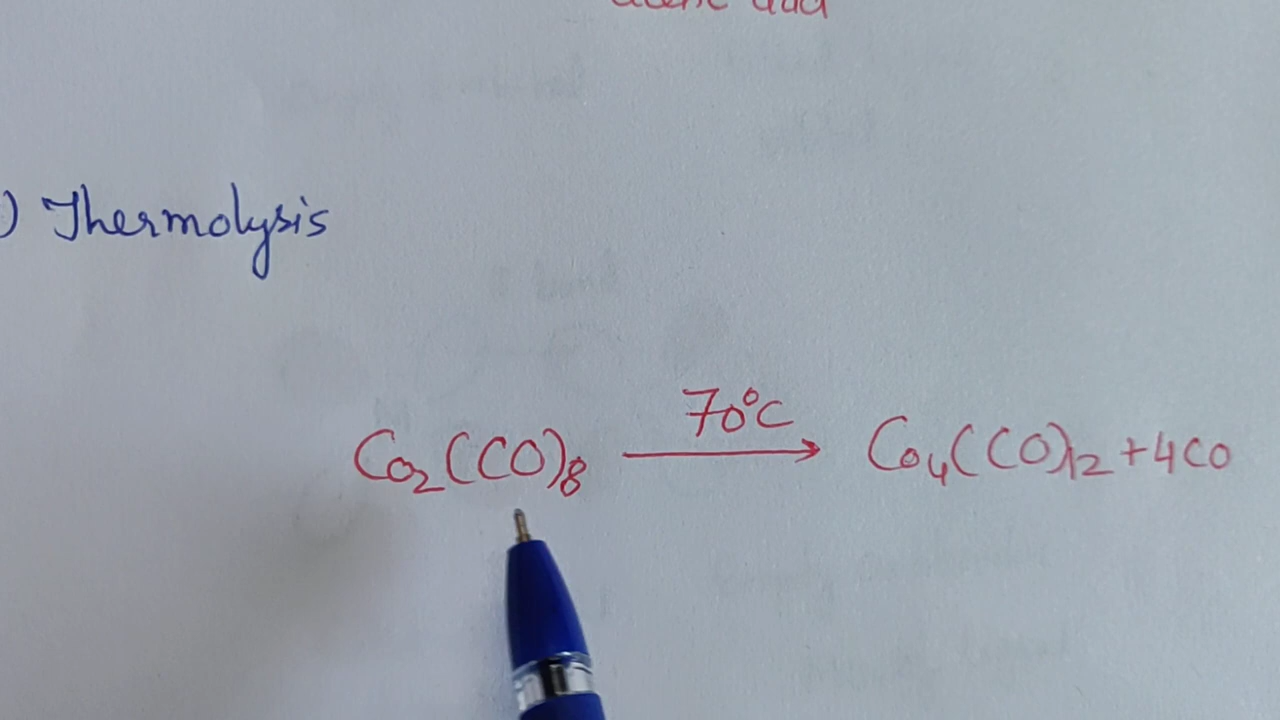 ) Thermolysis
70°C
Co₂(CO)₈ ⟶ Co₄(CO)₁₂ + 4CO